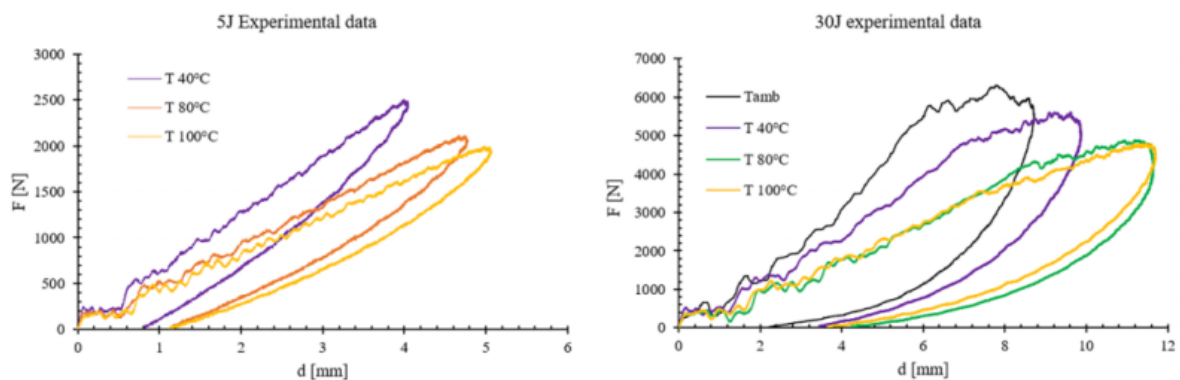 5J Experimental data
3000
2500
2000
1500
1000
500
0
F [N]
T 40ºC
T 80ºC
T 100ºC
0 1 2 3 4 5 6
d [mm]
30J experimental data
7000
6000
5000
4000
3000
2000
1000
0
F [N]
Tamb
T 40ºC
T 80ºC
T 100ºC
0 2 4 6 8 10 12
d [mm]